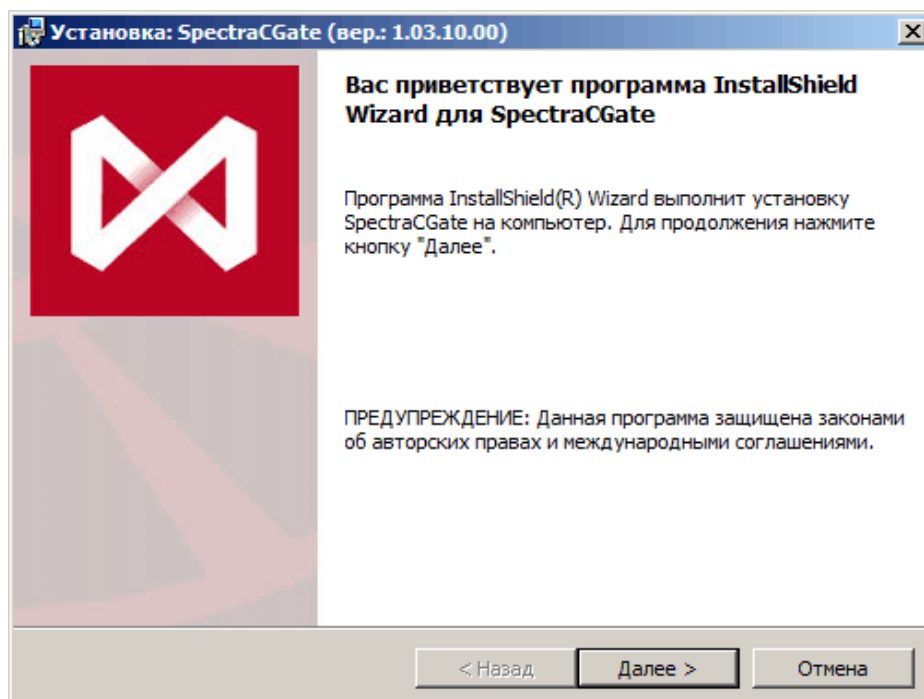 Установка: SpectraCGate (вер.: 1.03.10.00)
Вас приветствует программа InstallShield
Wizard для SpectraCGate
Программа InstallShield(R) Wizard выполнит установку
SpectraCGate на компьютер. Для продолжения нажмите
кнопку "Далее".
ПРЕДУПРЕЖДЕНИЕ: Данная программа защищена законами
об авторских правах и международными соглашениями.
< Назад
Далее >
Отмена